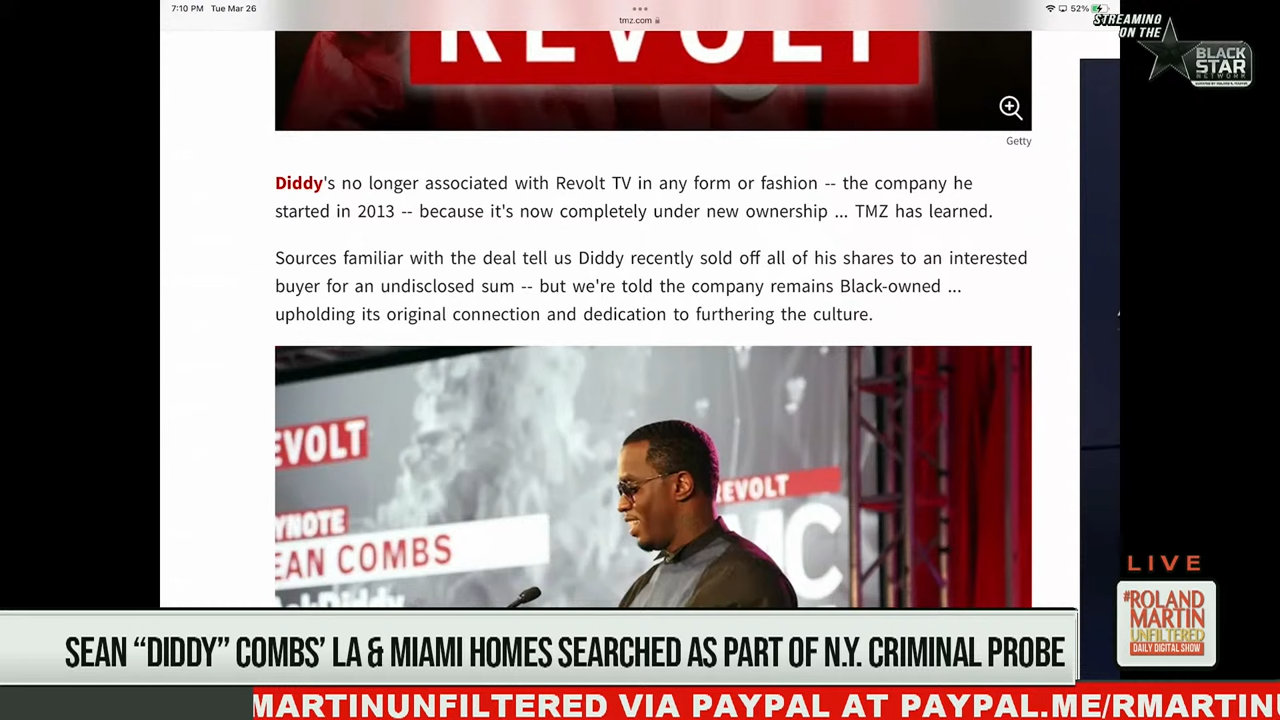 7:10 PM Tue Mar 26
tmz.com
52%
STREAMING
ON THE
BLACK
STAR
NETWORK
REVOLT
Getty
Diddy's no longer associated with Revolt TV in any form or fashion -- the company he
started in 2013 -- because it's now completely under new ownership ... TMZ has learned.
Sources familiar with the deal tell us Diddy recently sold off all of his shares to an interested
buyer for an undisclosed sum -- but we're told the company remains Black-owned ...
upholding its original connection and dedication to furthering the culture.
EVOLT
REVOLT
YNOTE
MC
EAN COMBS
LIVE
#ROLAND
MARTIN
UNFILTERED
DAILY DIGITAL SHOW
SEAN “DIDDY” COMBS’ LA & MIAMI HOMES SEARCHED AS PART OF N.Y. CRIMINAL PROBE
MARTINUNFILTERED VIA PAYPAL AT PAYPAL.ME/RMARTIN